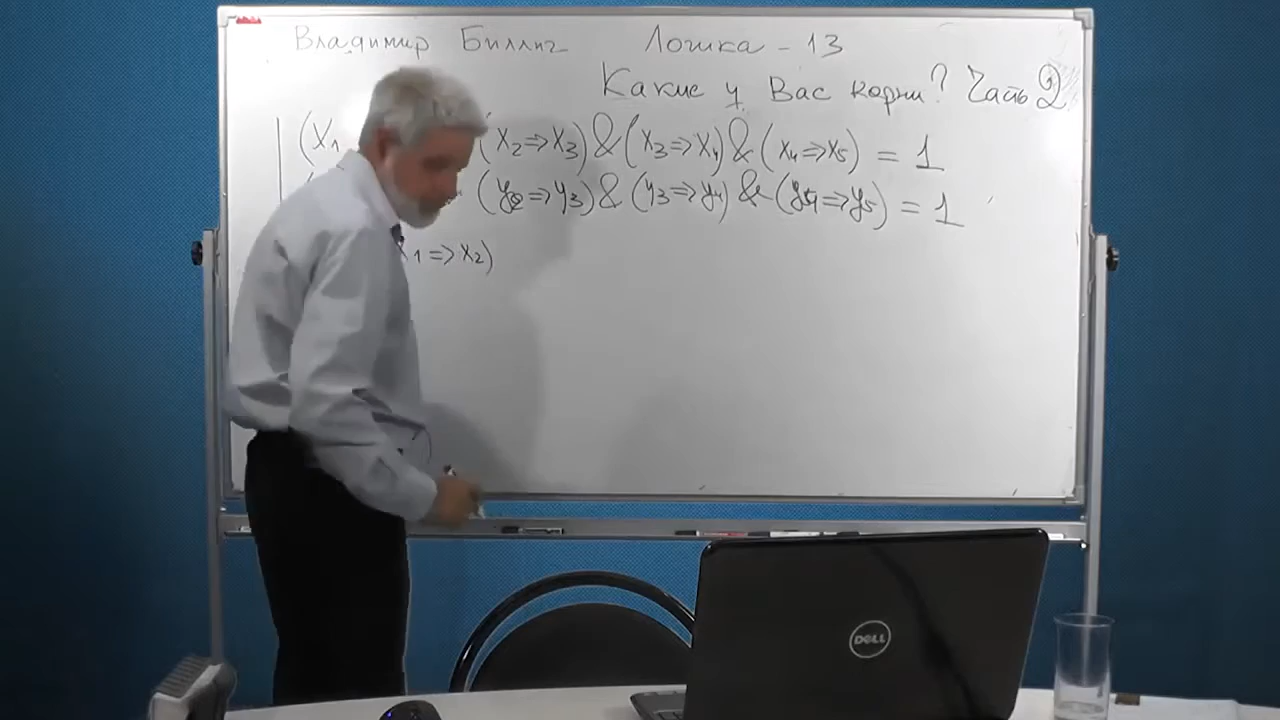 Владимир Биллиг Логика - 13
Какие у Вас корни? Часть 2
(x₁ (x₂=>x₃)&(x₃=>x₄)&(x₄=>x₅) = 1
(y₂=>y₃)&(y₃=>y₄)&(y₄=>y₅) = 1
x₁=>x₂)
DELL